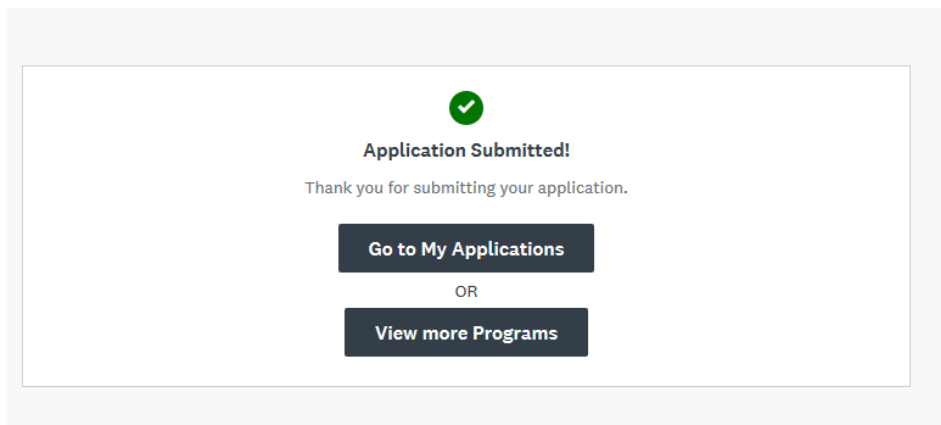 Application Submitted!
Thank you for submitting your application.
Go to My Applications
OR
View more Programs